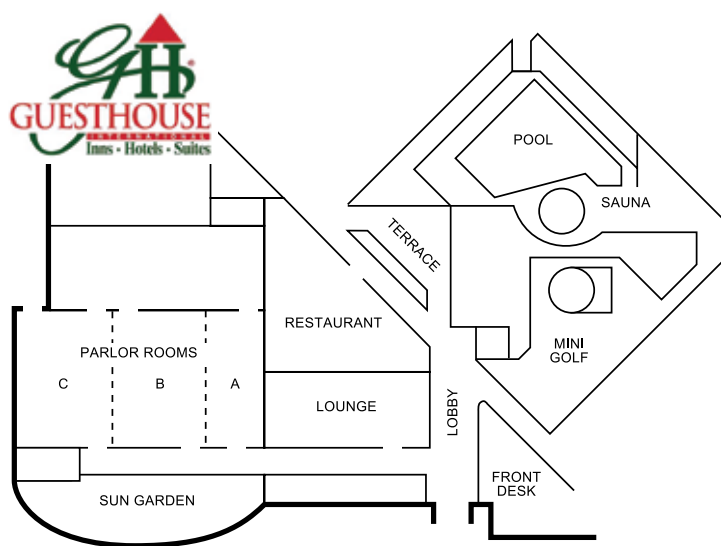 GH®
GUESTHOUSE
INTERNATIONAL
Inns - Hotels - Suites
POOL
SAUNA
TERRACE
RESTAURANT
MINI
GOLF
PARLOR ROOMS
C
B
A
LOUNGE
LOBBY
FRONT
DESK
SUN GARDEN